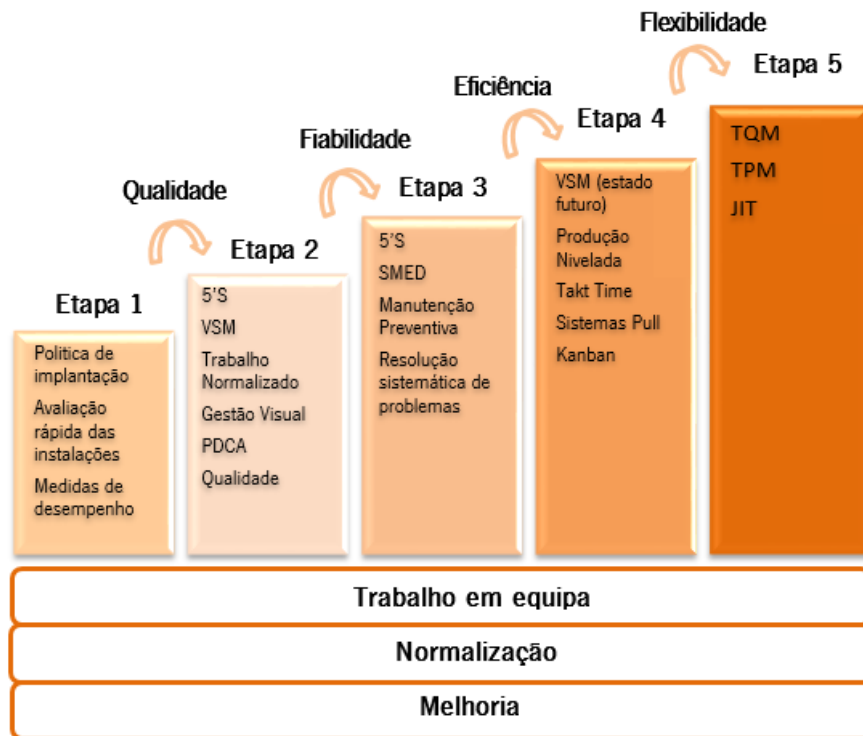 Flexibilidade
Etapa 5
Eficiência
Etapa 4
Fiabilidade
Etapa 3
Qualidade
Etapa 2
Etapa 1
Politica de
implantação
Avaliação
rápida das
instalações
Medidas de
desempenho
5'S
VSM
Trabalho
Normalizado
Gestão Visual
PDCA
Qualidade
5'S
SMED
Manutenção
Preventiva
Resolução
sistemática de
problemas
VSM (estado
futuro)
Produção
Nivelada
Takt Time
Sistemas Pull
Kanban
TQM
TPM
JIT
Trabalho em equipa
Normalização
Melhoria